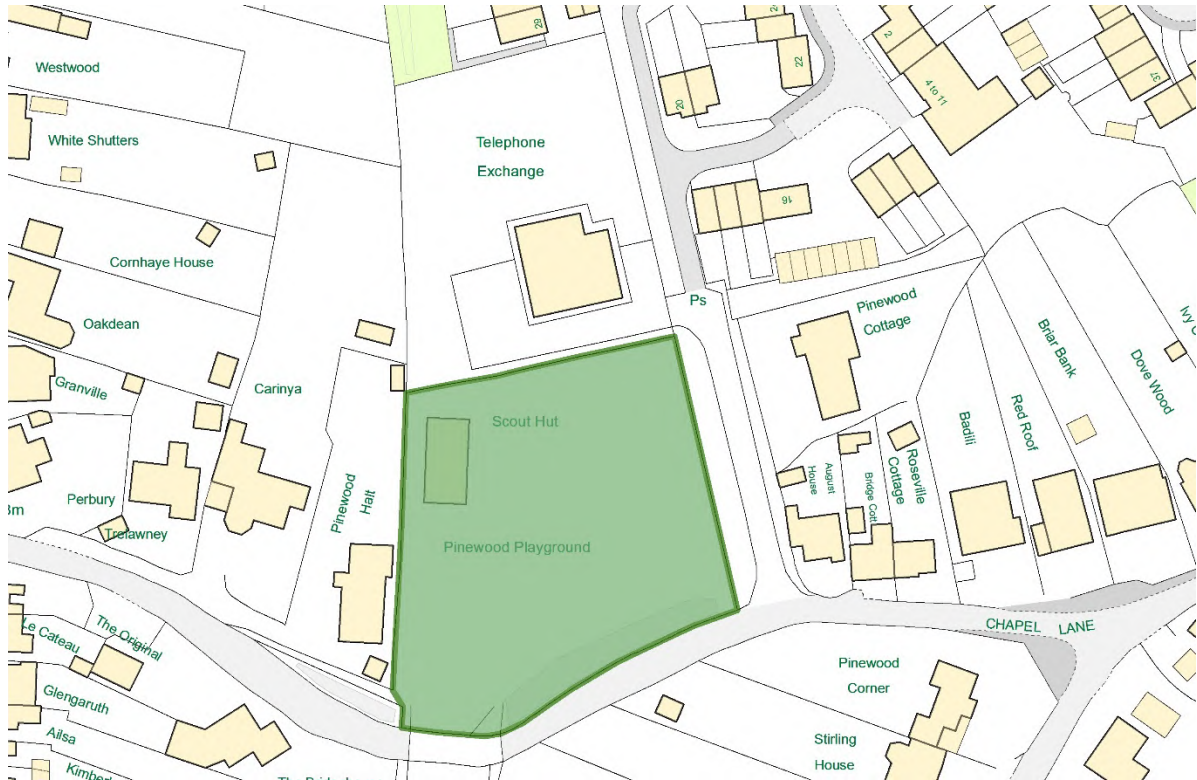 Westwood
White Shutters
Cornhaye House
Oakdean
Granville
Carinya
Perbury
Trelawney
Pinewood
Halt
Le Cateau
The Original
Glengaruth
Ailsa
Telephone
Exchange
Scout Hut
Pinewood Playground
29
20
22
2
4 to 11
37
16
Ps
Pinewood
Cottage
August
House
Bridge Cott
Roseville
Cottage
Badili
Red Roof
Briar Bank
Dove Wood
Ivy
CHAPEL LANE
Pinewood
Corner
Stirling
House